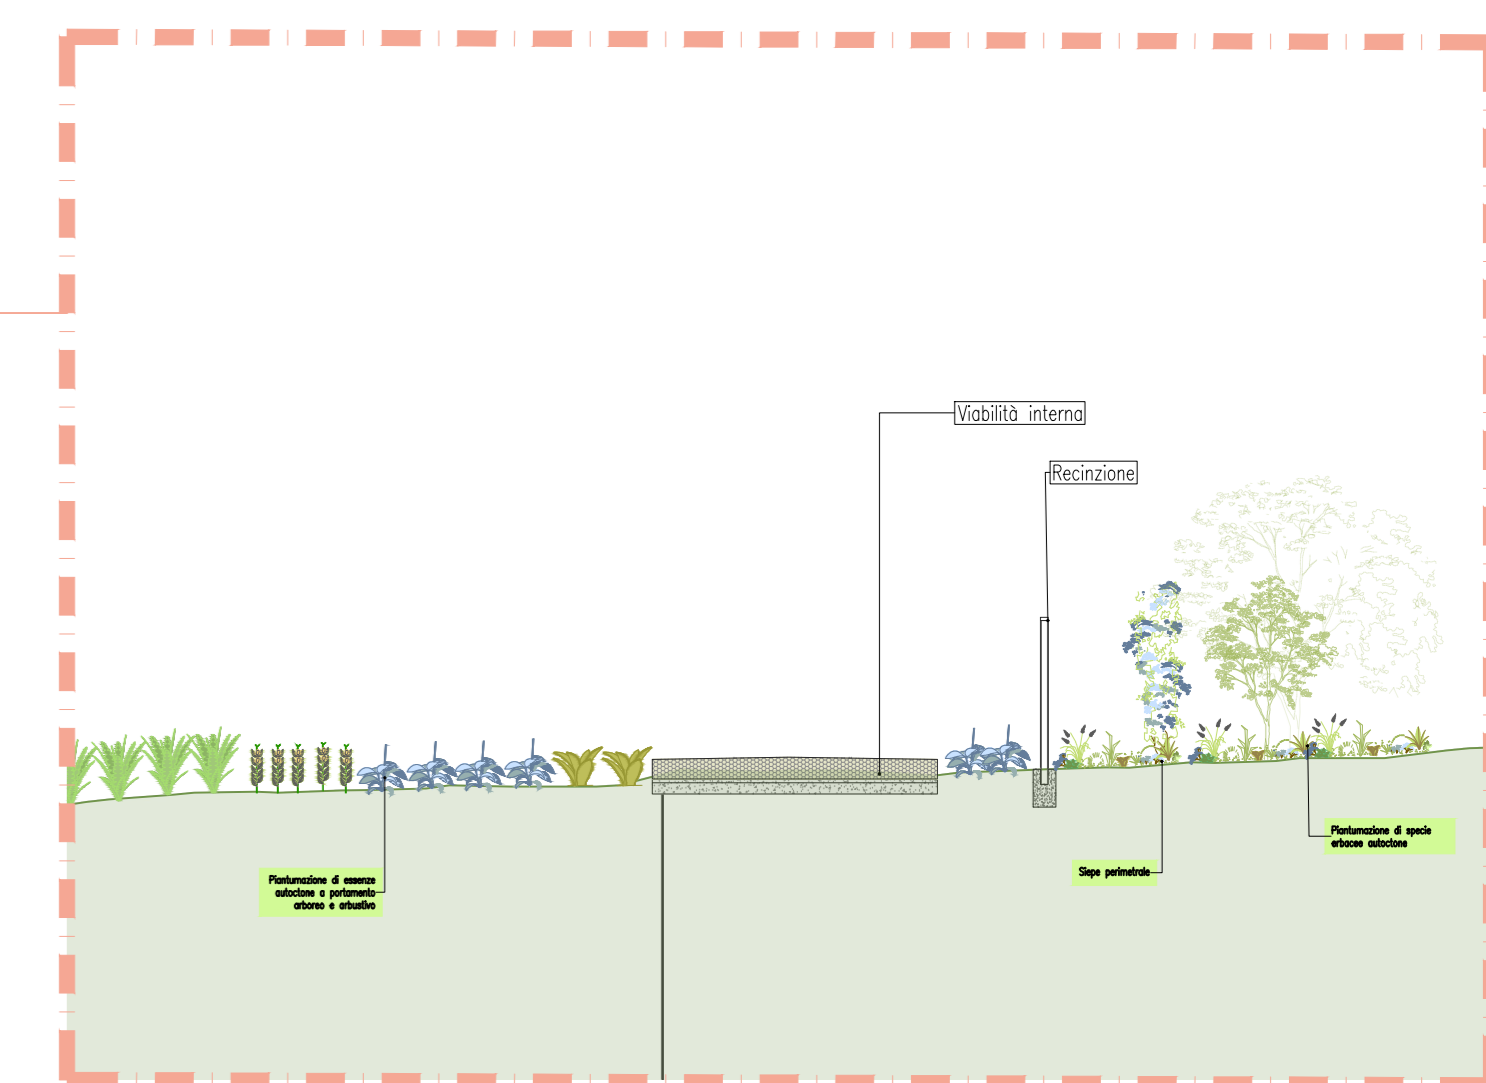 Viabilità interna
Recinzione
Piantumazione di specie
erbacee autoctone
Siepe perimetrale
Piantumazione di essenze
autoctone a portamento
arboreo e arbustivo